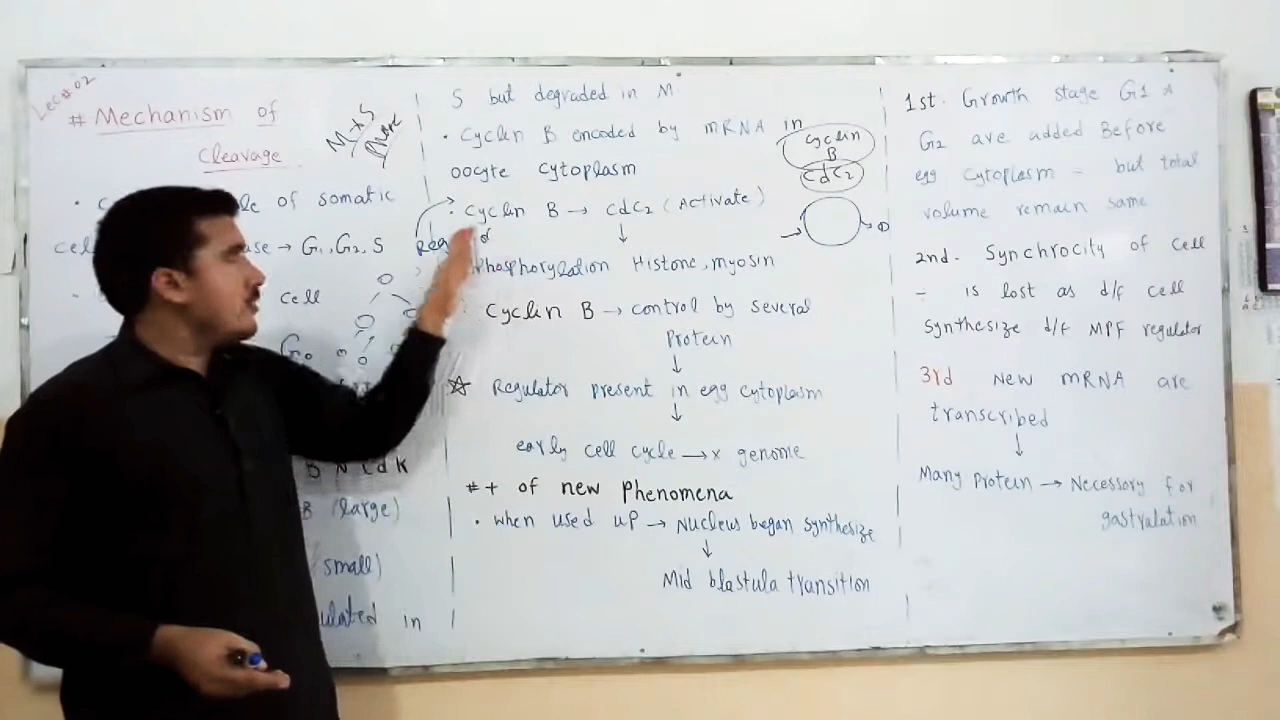 Lec#02
# Mechanism of
Cleavage
of somatic
→ G1, G2, S
cell
G0
B N Cdk
B (large)
(small)
ulated in
M → S
S but degraded in M.
• Cyclin B encoded by mRNA in
oocyte cytoplasm
• Cyclin B → cdc2 (Activate)
↓
Phosphorylation Histone, myosin
Cyclin B → control by several
Protein
↓
☆ Regulator present in egg cytoplasm
↓
early cell cycle → x genome
# + of new Phenomena
• when used up → Nucleus began synthesize
↓
Mid blastula transition
Cyclin
B
cdc2
1st. Growth stage G1 &
G2 are added Before
egg cytoplasm - but total
volume remain same
2nd. Synchrocity of cell
- is lost as d/f cell
synthesize d/f MPF regulator
3rd New mRNA are
transcribed
↓
Many Protein → Necessary for
gastrulation